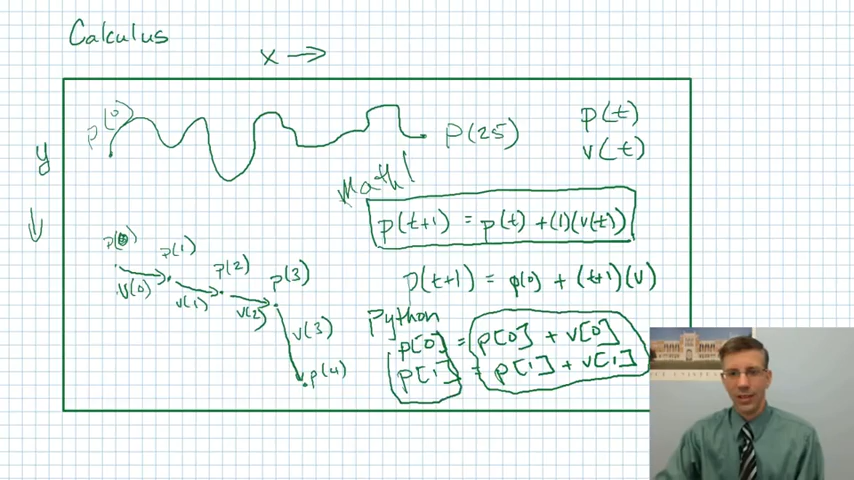 Calculus
x →
y
↓
p(0)
p(25)
p(t)
v(t)
Math!
p(t+1) = p(t) + (1)(v(t))
p(0)
p(1)
p(2)
p(3)
v(0)
v(1)
v(2)
v(3)
p(4)
p(t+1) = p(0) + (t+1)(v)
Python
p[0] = p[0] + v[0]
p[1] = p[1] + v[1]